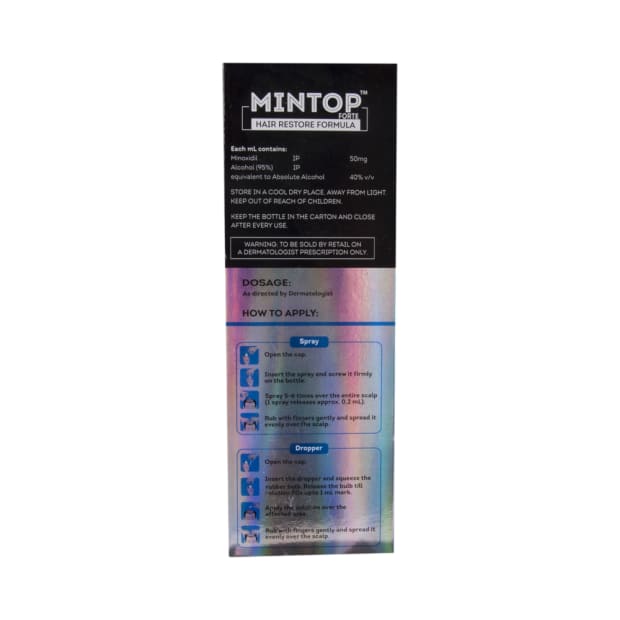 MINTOP™
FORTE
HAIR RESTORE FORMULA
Each mL contains:
Minoxidil IP 50mg
Alcohol (95%) IP
equivalent to Absolute Alcohol 40% v/v
STORE IN A COOL DRY PLACE, AWAY FROM LIGHT.
KEEP OUT OF REACH OF CHILDREN.
KEEP THE BOTTLE IN THE CARTON AND CLOSE
AFTER EVERY USE.
WARNING: TO BE SOLD BY RETAIL ON
A DERMATOLOGIST PRESCRIPTION ONLY.
DOSAGE:
As directed by Dermatologist
HOW TO APPLY:
Spray
Open the cap.
Insert the spray and screw it firmly
on the bottle.
Spray 5-6 times over the entire scalp
(1 spray releases approx. 0.2 mL).
Rub with fingers gently and spread it
evenly over the scalp.
Dropper
Open the cap.
Insert the dropper and squeeze the
rubber bulb. Release the bulb till
solution fills upto 1 mL mark.
Apply the solution over the
affected area.
Rub with fingers gently and spread it
evenly over the scalp.